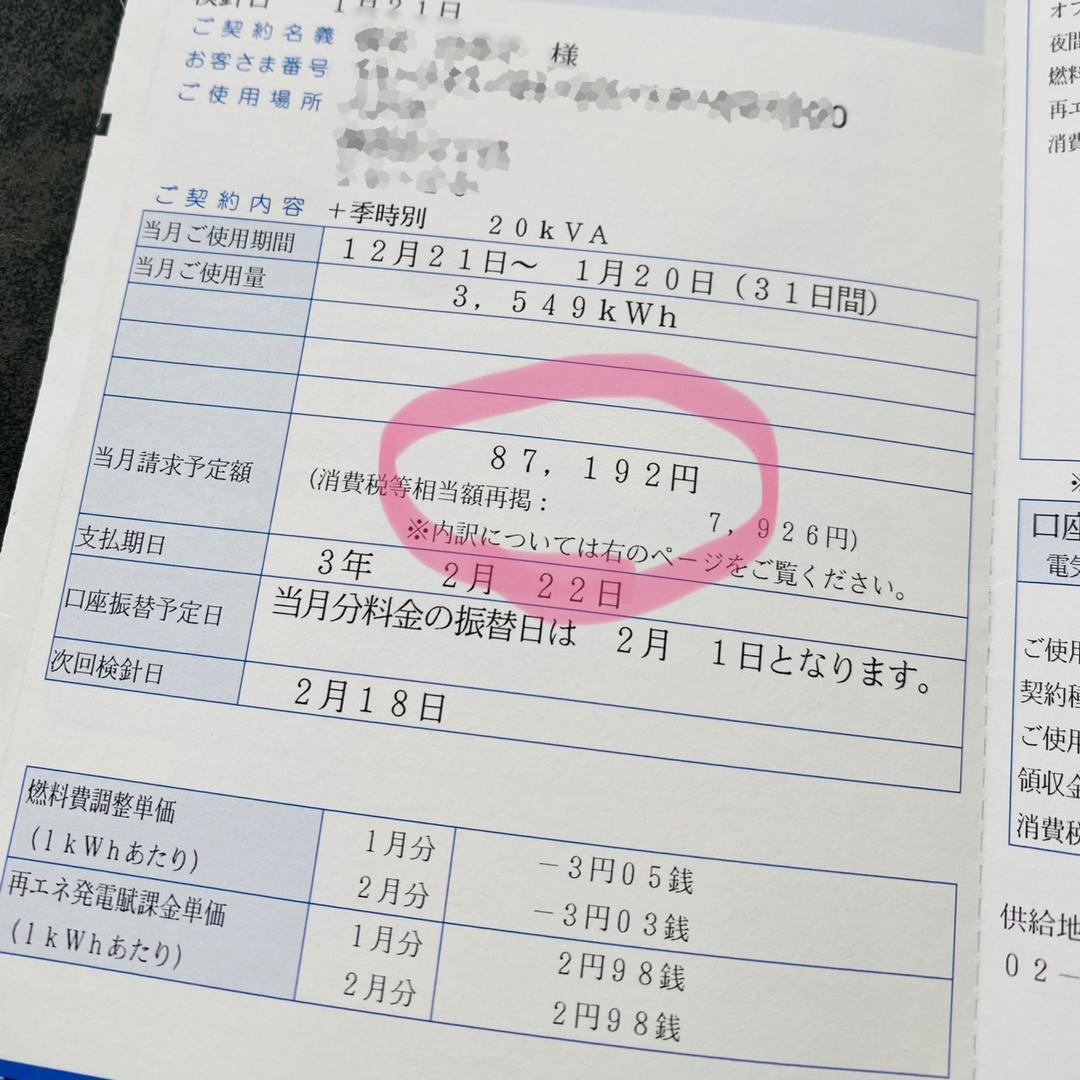 検針日 1月21日
ご契約名義 様
お客さま番号
ご使用場所
ご契約内容 +季時別 20kVA
当月ご使用期間 12月21日～ 1月20日(31日間)
当月ご使用量 3,549kWh
当月請求予定額 87,192円
(消費税等相当額再掲: 7,926円)
※内訳については右のページをご覧ください。
支払期日 3年 2月 22日
口座振替予定日 当月分料金の振替日は 2月 1日となります。
次回検針日 2月18日
燃料費調整単価
(1kWhあたり)
1月分 -3円05銭
2月分 -3円03銭
再エネ発電賦課金単価
(1kWhあたり)
1月分 2円98銭
2月分 2円98銭
オフ
夜間
燃料
再エ
消費
※
口座
電気
ご使用
契約種
ご使用
領収金
消費税
供給地
02－